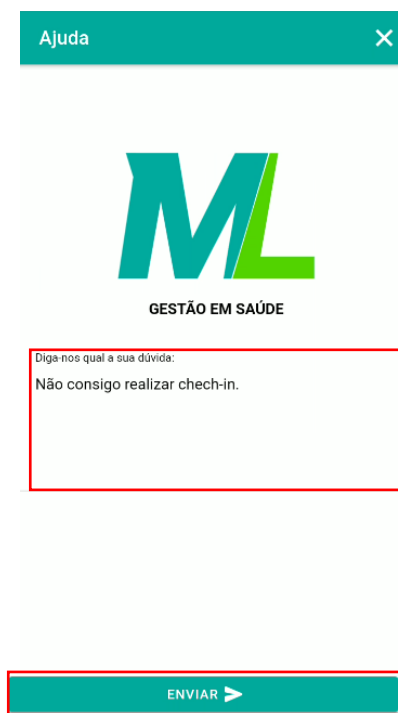 Ajuda
ML
GESTÃO EM SAÚDE
Diga-nos qual a sua dúvida:
Não consigo realizar chech-in.
ENVIAR